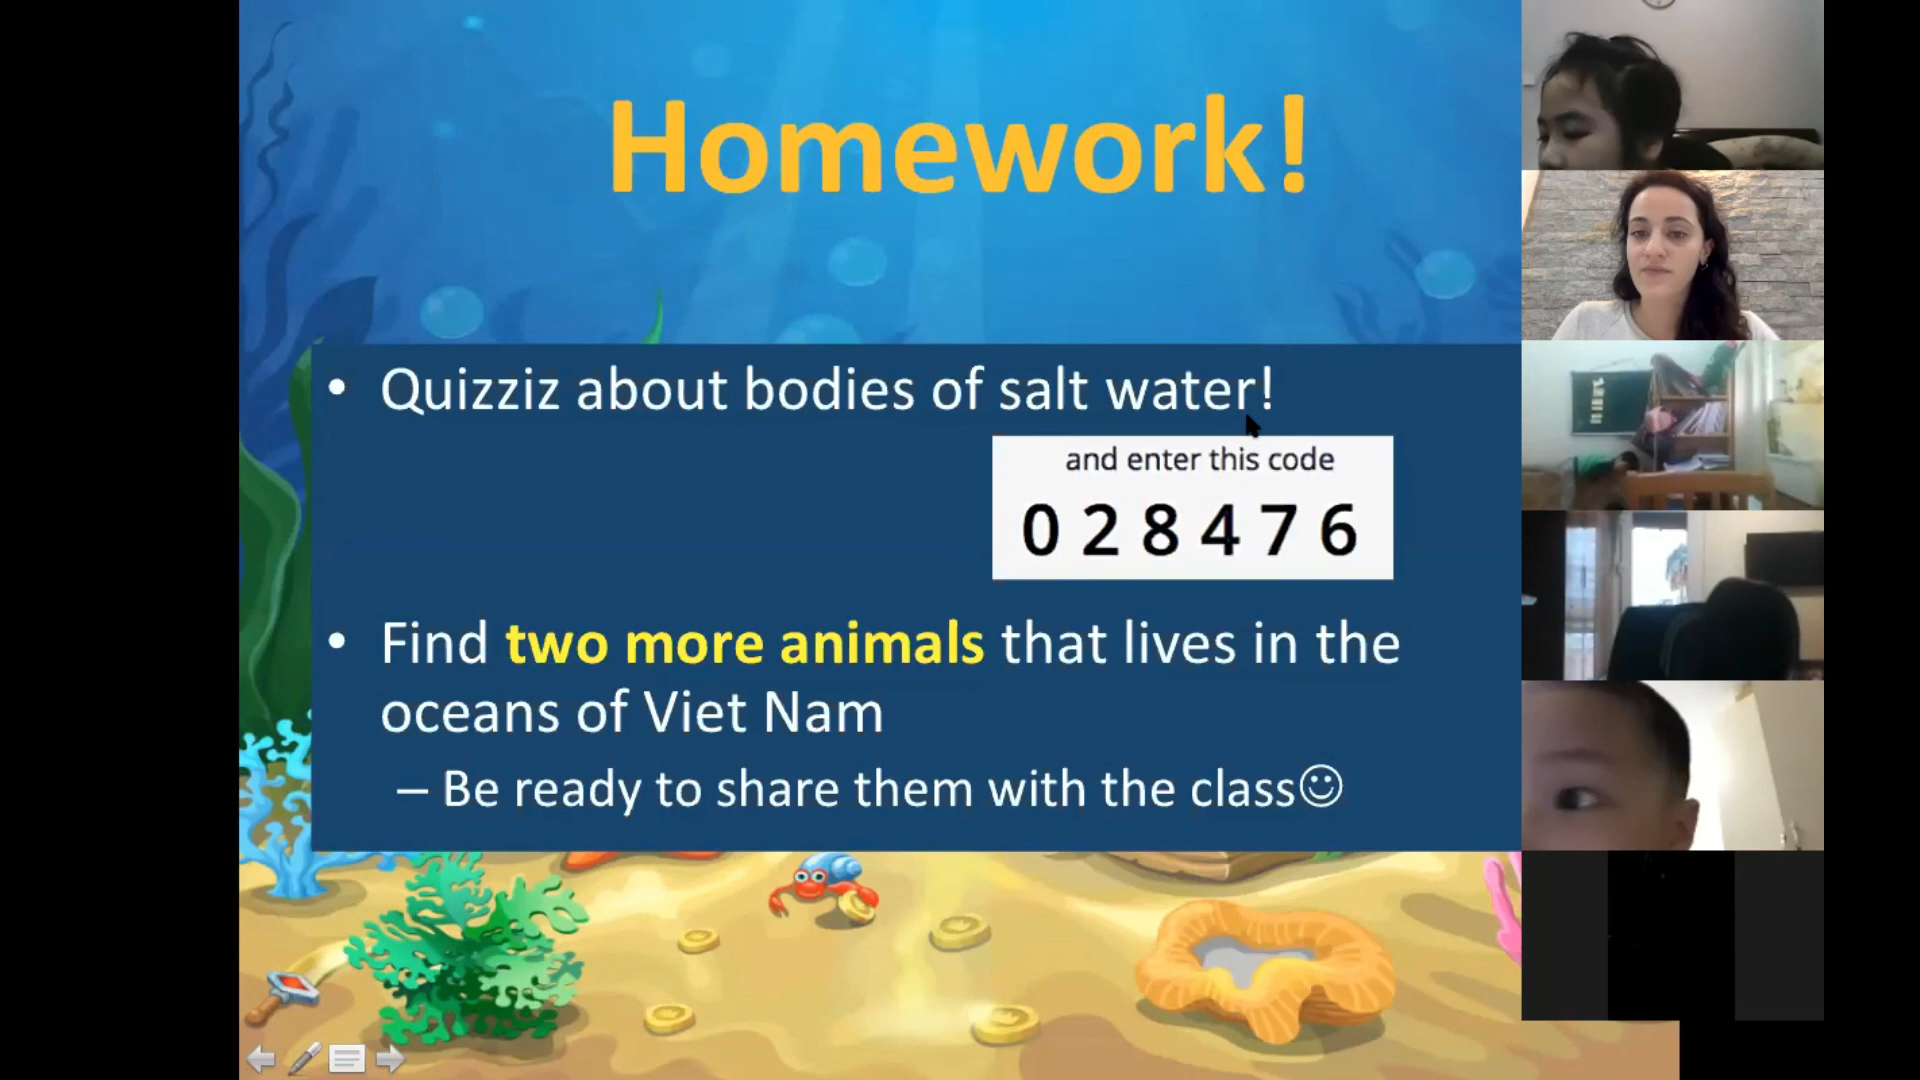 Homework!
• Quizziz about bodies of salt water!
and enter this code
0 2 8 4 7 6
• Find two more animals that lives in the
oceans of Viet Nam
– Be ready to share them with the class☺